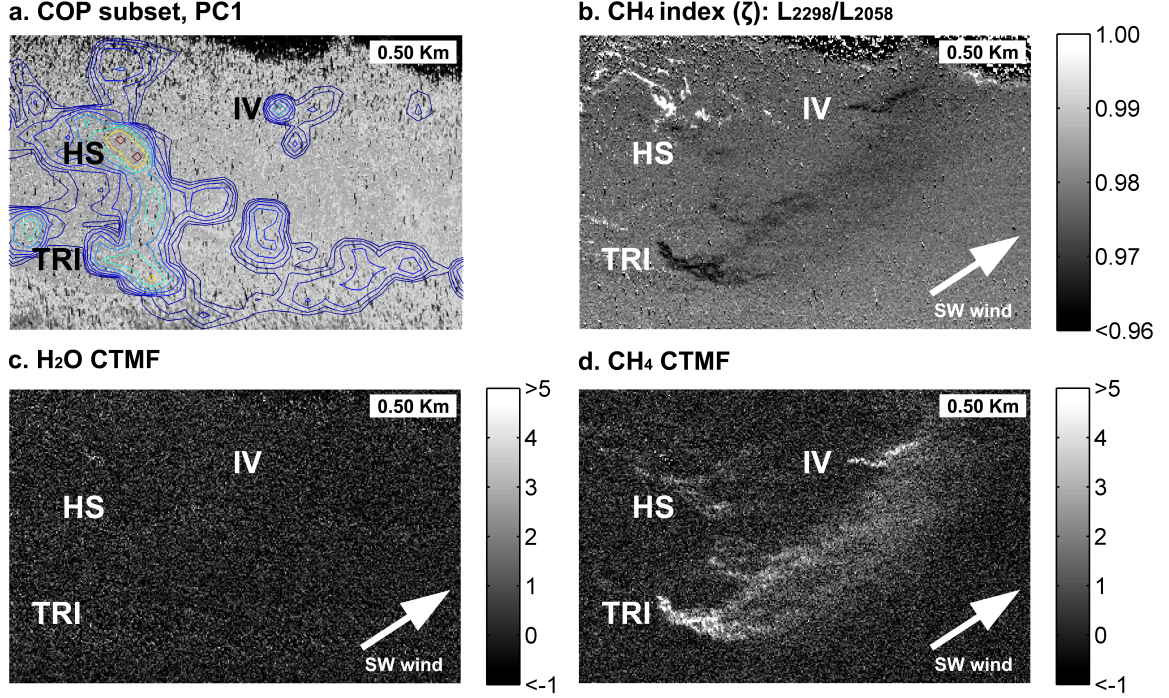 a. COP subset, PC1
0.50 Km
IV
HS
TRI
b. CH₄ index (ζ): L₂₂₉₈/L₂₀₅₈
0.50 Km
IV
HS
TRI
SW wind
1.00
0.99
0.98
0.97
<0.96
c. H₂O CTMF
0.50 Km
IV
HS
TRI
SW wind
>5
4
3
2
1
0
<-1
d. CH₄ CTMF
0.50 Km
IV
HS
TRI
SW wind
>5
4
3
2
1
0
<-1